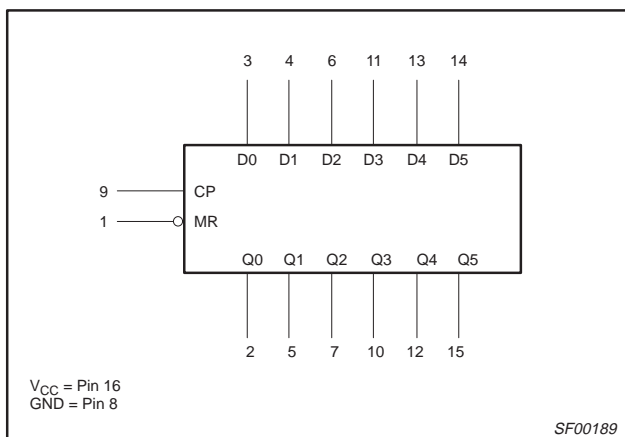 3 4 6 11 13 14
D0 D1 D2 D3 D4 D5
9 CP
1 MR
Q0 Q1 Q2 Q3 Q4 Q5
2 5 7 10 12 15
VCC = Pin 16
GND = Pin 8
SF00189